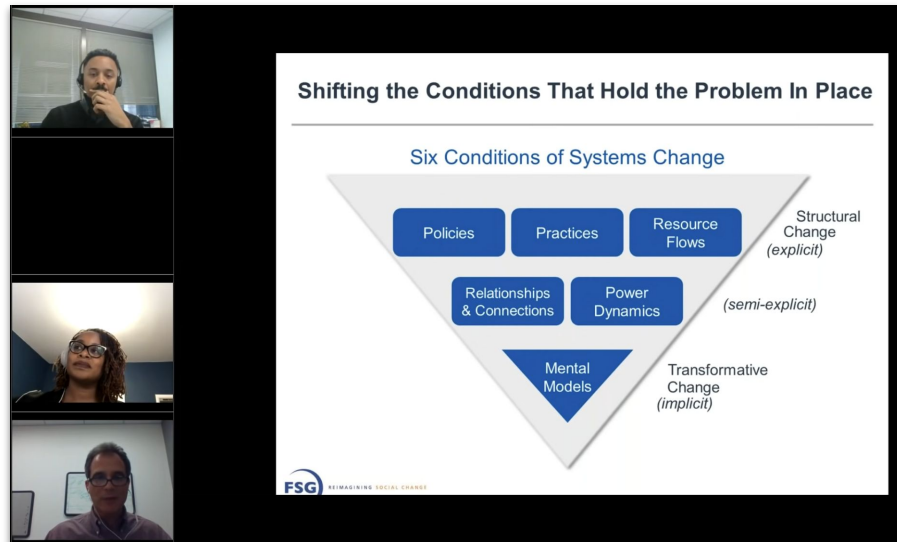 Shifting the Conditions That Hold the Problem In Place
Six Conditions of Systems Change
Policies
Practices
Resource
Flows
Structural
Change
(explicit)
Relationships
& Connections
Power
Dynamics
(semi-explicit)
Mental
Models
Transformative
Change
(implicit)
FSG
REIMAGINING SOCIAL CHANGE